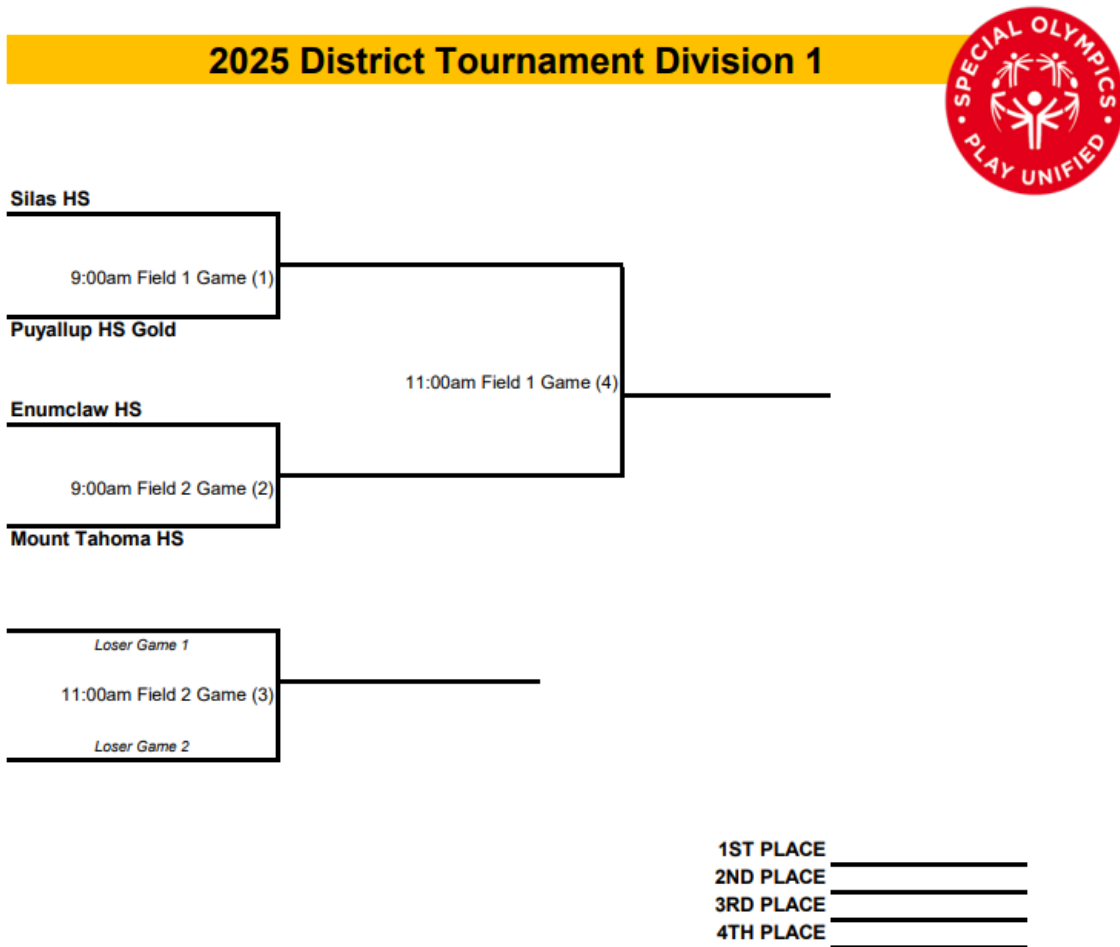 2025 District Tournament Division 1
SPECIAL OLYMPICS
• PLAY UNIFIED •
Silas HS
9:00am Field 1 Game (1)
Puyallup HS Gold
11:00am Field 1 Game (4)
Enumclaw HS
9:00am Field 2 Game (2)
Mount Tahoma HS
Loser Game 1
11:00am Field 2 Game (3)
Loser Game 2
1ST PLACE
2ND PLACE
3RD PLACE
4TH PLACE